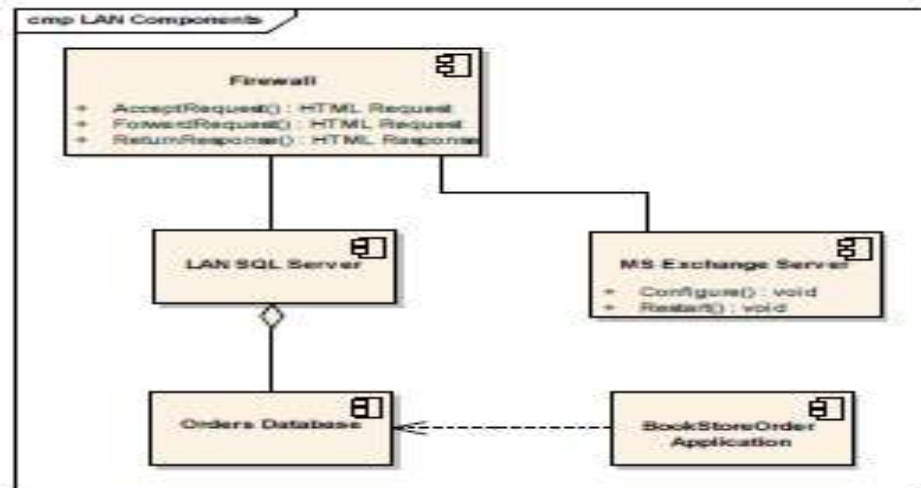 cmp LAN Components
Firewall
+ AcceptRequest() : HTML Request
+ ForwardRequest() : HTML Request
+ ReturnResponse() : HTML Response
LAN SQL Server
MS Exchange Server
+ Configure() : void
+ Restart() : void
Orders Database
BookStoreOrder
Application